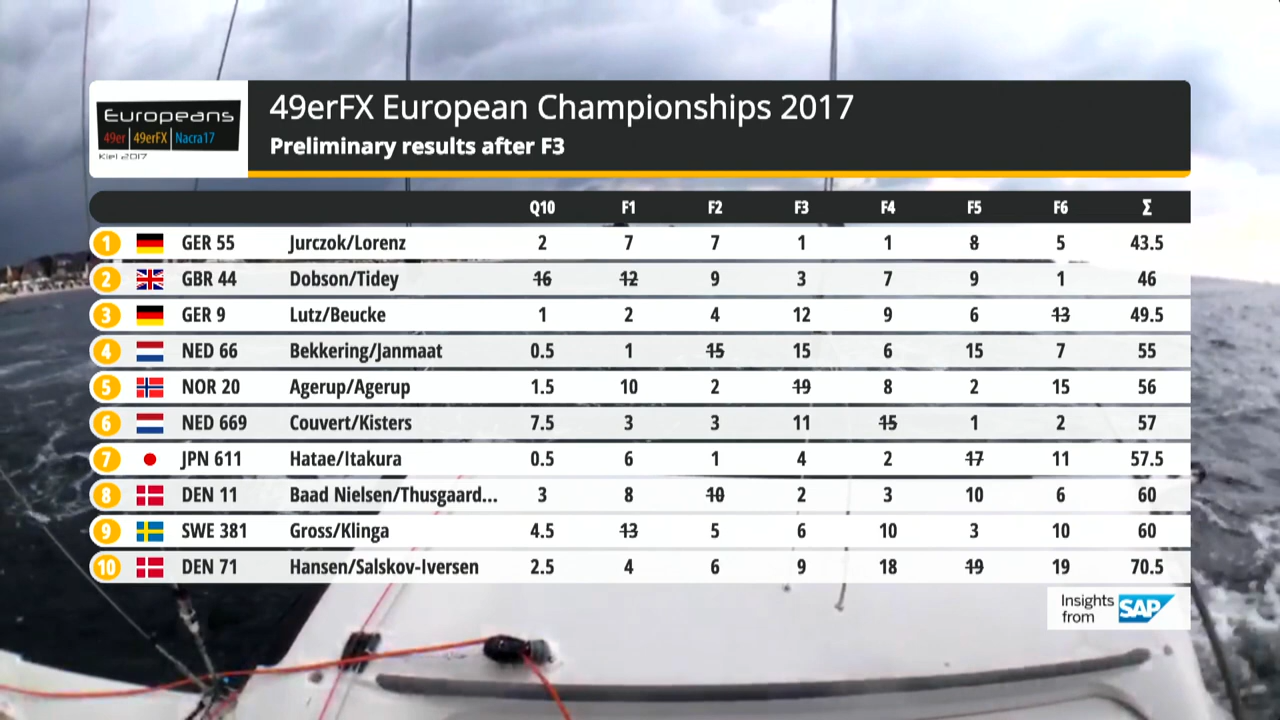 Europeans
49er | 49erFX | Nacra17
Kiel 2017
49erFX European Championships 2017
Preliminary results after F3
Q10 F1 F2 F3 F4 F5 F6 Σ
1 GER 55 Jurczok/Lorenz 2 7 7 1 1 8 5 43.5
2 GBR 44 Dobson/Tidey 16 12 9 3 7 9 1 46
3 GER 9 Lutz/Beucke 1 2 4 12 9 6 13 49.5
4 NED 66 Bekkering/Janmaat 0.5 1 15 15 6 15 7 55
5 NOR 20 Agerup/Agerup 1.5 10 2 19 8 2 15 56
6 NED 669 Couvert/Kisters 7.5 3 3 11 15 1 2 57
7 JPN 611 Hatae/Itakura 0.5 6 1 4 2 17 11 57.5
8 DEN 11 Baad Nielsen/Thusgaard... 3 8 10 2 3 10 6 60
9 SWE 381 Gross/Klinga 4.5 13 5 6 10 3 10 60
10 DEN 71 Hansen/Salskov-Iversen 2.5 4 6 9 18 19 19 70.5
Insights
from SAP